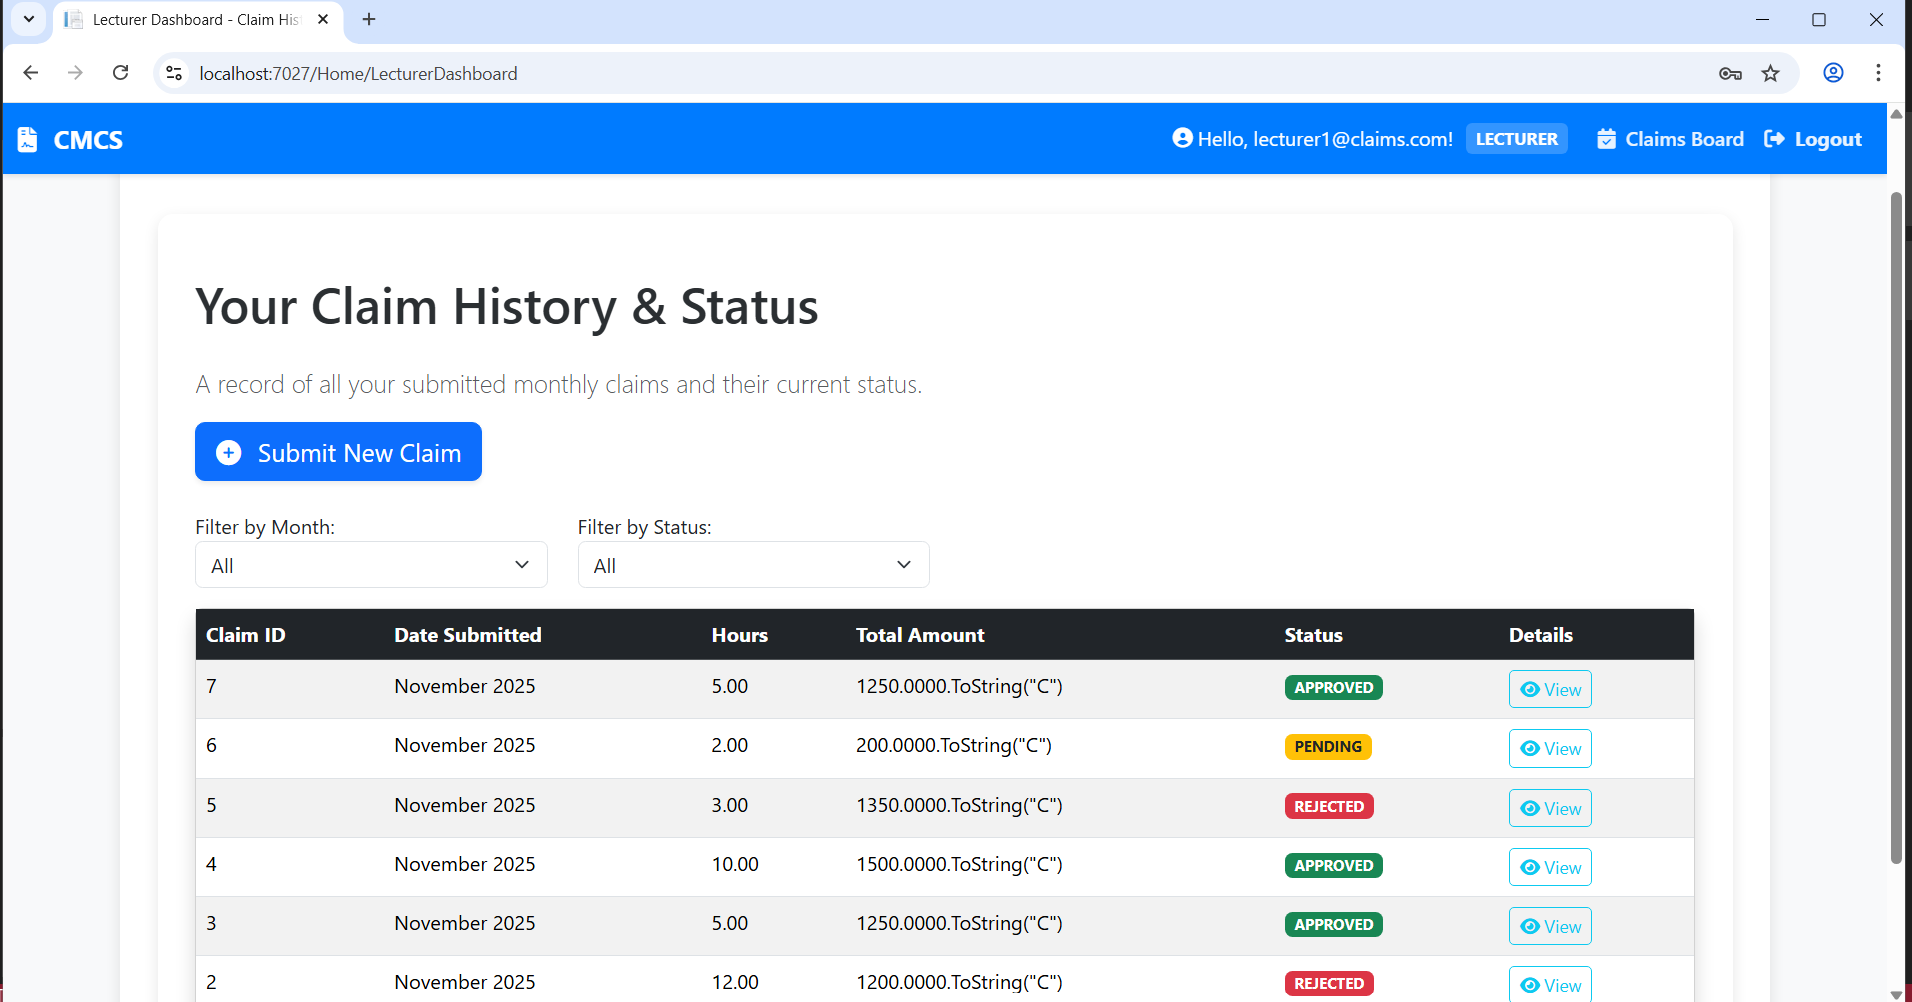 Lecturer Dashboard - Claim His
localhost:7027/Home/LecturerDashboard
CMCS
Hello, lecturer1@claims.com! LECTURER Claims Board Logout
Your Claim History & Status
A record of all your submitted monthly claims and their current status.
Submit New Claim
Filter by Month: Filter by Status:
All All
Claim ID Date Submitted Hours Total Amount Status Details
7 November 2025 5.00 1250.0000.ToString("C") APPROVED View
6 November 2025 2.00 200.0000.ToString("C") PENDING View
5 November 2025 3.00 1350.0000.ToString("C") REJECTED View
4 November 2025 10.00 1500.0000.ToString("C") APPROVED View
3 November 2025 5.00 1250.0000.ToString("C") APPROVED View
2 November 2025 12.00 1200.0000.ToString("C") REJECTED View